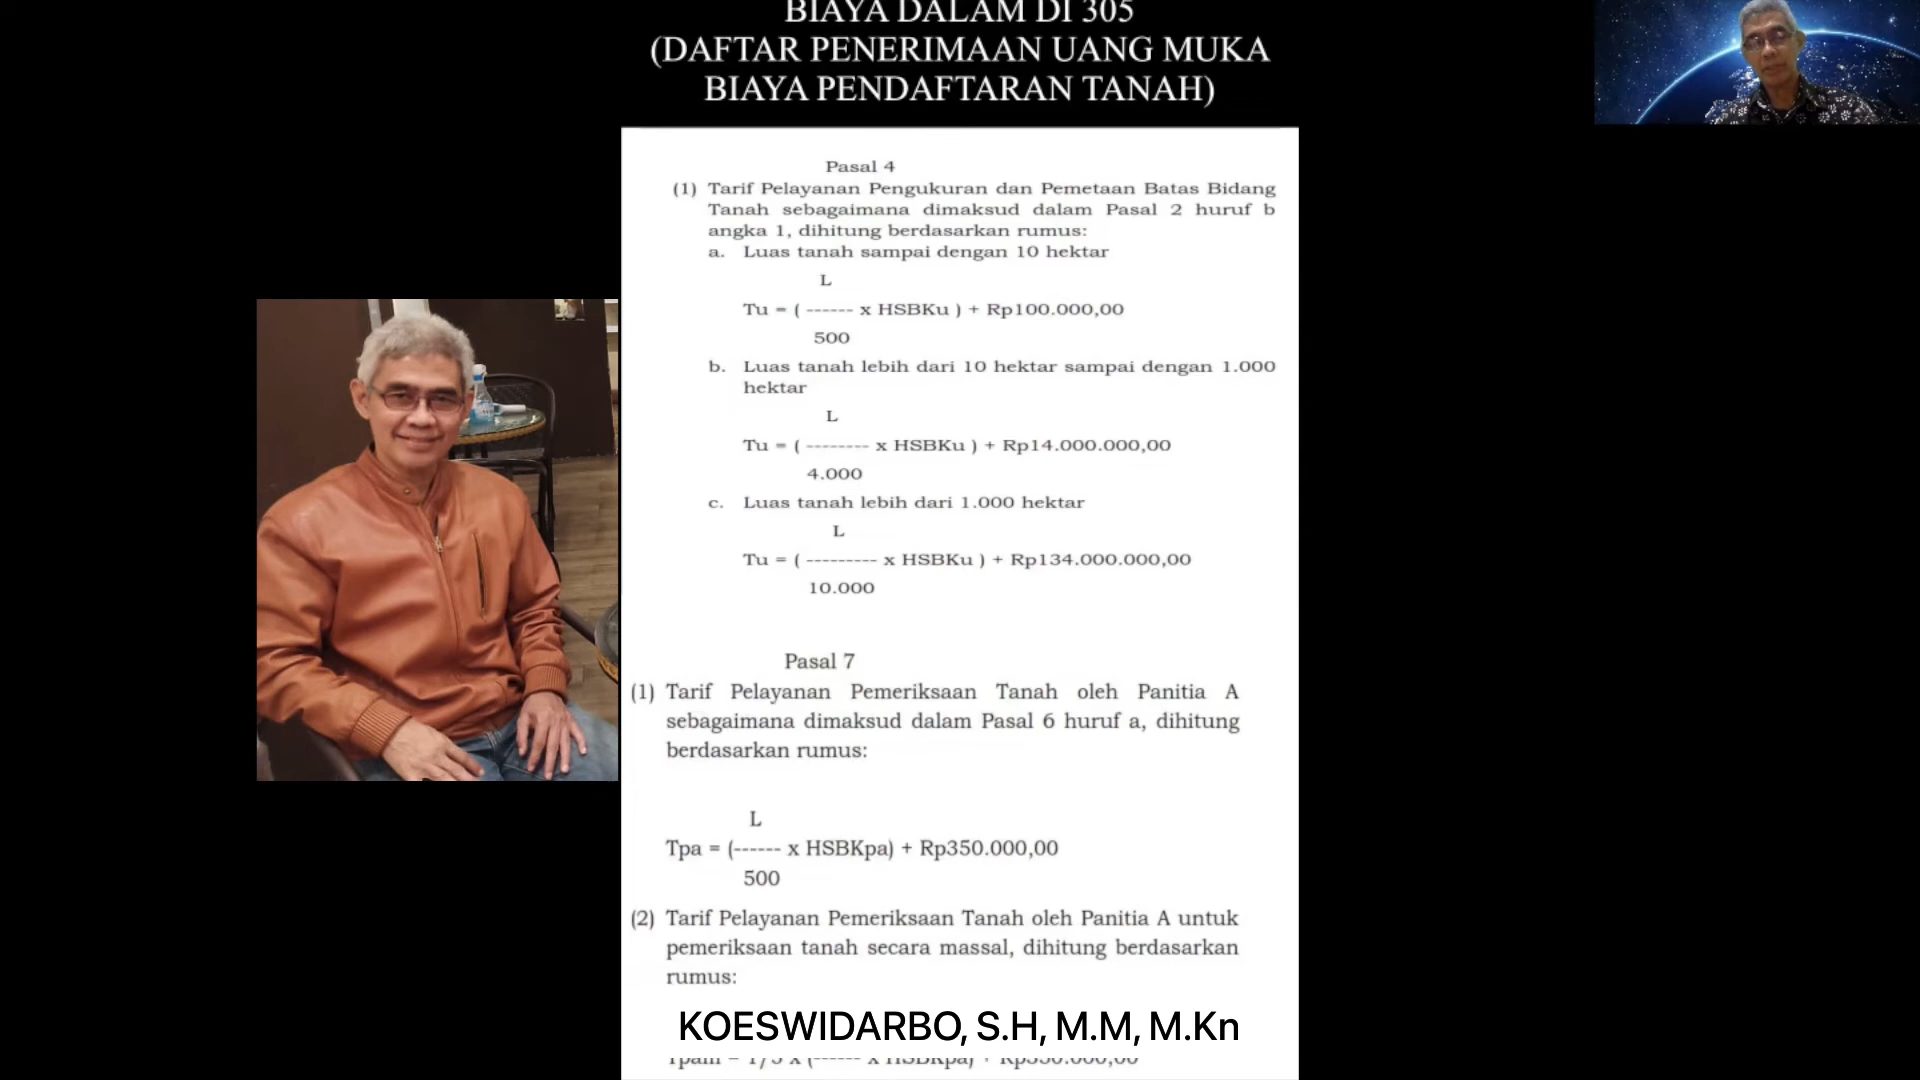 BIAYA DALAM DI 305
(DAFTAR PENERIMAAN UANG MUKA
BIAYA PENDAFTARAN TANAH)
Pasal 4
(1) Tarif Pelayanan Pengukuran dan Pemetaan Batas Bidang
Tanah sebagaimana dimaksud dalam Pasal 2 huruf b
angka 1, dihitung berdasarkan rumus:
a. Luas tanah sampai dengan 10 hektar
L
Tu = ( ------ x HSBKu ) + Rp100.000,00
500
b. Luas tanah lebih dari 10 hektar sampai dengan 1.000
hektar
L
Tu = ( -------- x HSBKu ) + Rp14.000.000,00
4.000
c. Luas tanah lebih dari 1.000 hektar
L
Tu = ( --------- x HSBKu ) + Rp134.000.000,00
10.000
Pasal 7
(1) Tarif Pelayanan Pemeriksaan Tanah oleh Panitia A
sebagaimana dimaksud dalam Pasal 6 huruf a, dihitung
berdasarkan rumus:
L
Tpa = (------ x HSBKpa) + Rp350.000,00
500
(2) Tarif Pelayanan Pemeriksaan Tanah oleh Panitia A untuk
pemeriksaan tanah secara massal, dihitung berdasarkan
rumus:
KOESWIDARBO, S.H, M.M, M.Kn